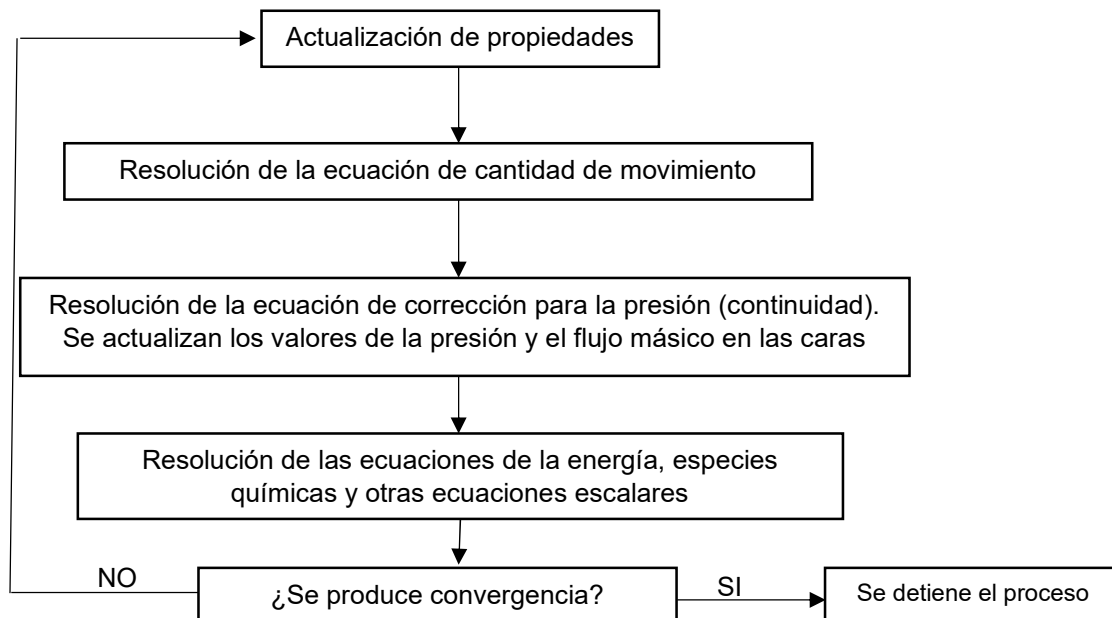 Actualización de propiedades
Resolución de la ecuación de cantidad de movimiento
Resolución de la ecuación de corrección para la presión (continuidad).
Se actualizan los valores de la presión y el flujo másico en las caras
Resolución de las ecuaciones de la energía, especies
químicas y otras ecuaciones escalares
NO
¿Se produce convergencia?
SI
Se detiene el proceso